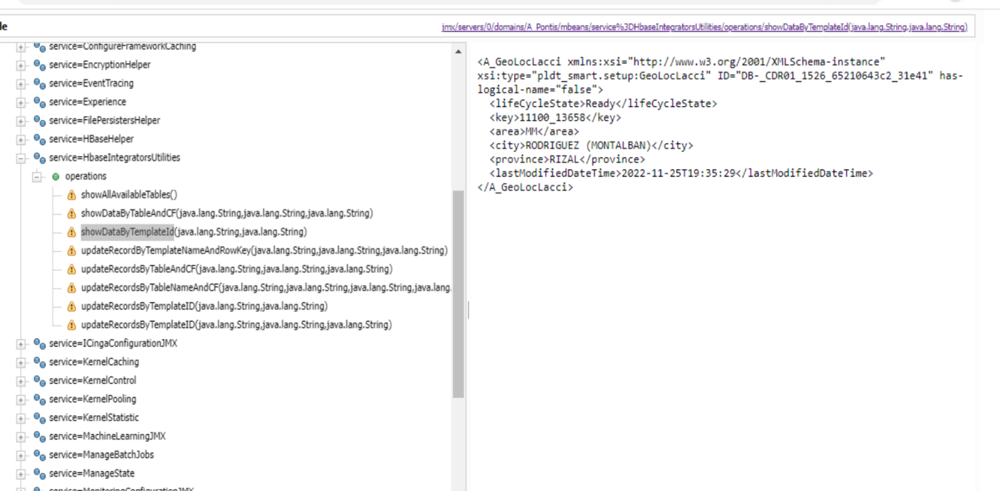 le
jmx/servers/0/domains/A_Pontis/mbeans/service%3DHbaseIntegratorsUtilities/operations/showDataByTemplateId(java.lang.String,java.lang.String)
service=ConfigureFrameworkCaching
service=EncryptionHelper
service=EventTracing
service=Experience
service=FilePersistersHelper
service=HBaseHelper
service=HbaseIntegratorsUtilities
operations
showAllAvailableTables()
showDataByTableAndCF(java.lang.String,java.lang.String,java.lang.String)
showDataByTemplateId(java.lang.String,java.lang.String)
updateRecordByTemplateNameAndRowKey(java.lang.String,java.lang.String,java.lang.String)
updateRecordsByTableAndCF(java.lang.String,java.lang.String,java.lang.String)
updateRecordsByTableNameAndCF(java.lang.String,java.lang.String,java.lang.String,java.lang.
updateRecordsByTemplateID(java.lang.String,java.lang.String)
updateRecordsByTemplateID(java.lang.String,java.lang.String,java.lang.String)
service=ICingaConfigurationJMX
service=KernelCaching
service=KernelControl
service=KernelPooling
service=KernelStatistic
service=MachineLearningJMX
service=ManageBatchJobs
service=ManageState
service=MonitoringConfigurationJMX
<A_GeoLocLacci xmlns:xsi="http://www.w3.org/2001/XMLSchema-instance"
xsi:type="pldt_smart.setup:GeoLocLacci" ID="DB-_CDR01_1526_65210643c2_31e41" has-
logical-name="false">
<lifeCycleState>Ready</lifeCycleState>
<key>11100_13658</key>
<area>MM</area>
<city>RODRIGUEZ (MONTALBAN)</city>
<province>RIZAL</province>
<lastModifiedDateTime>2022-11-25T19:35:29</lastModifiedDateTime>
</A_GeoLocLacci>